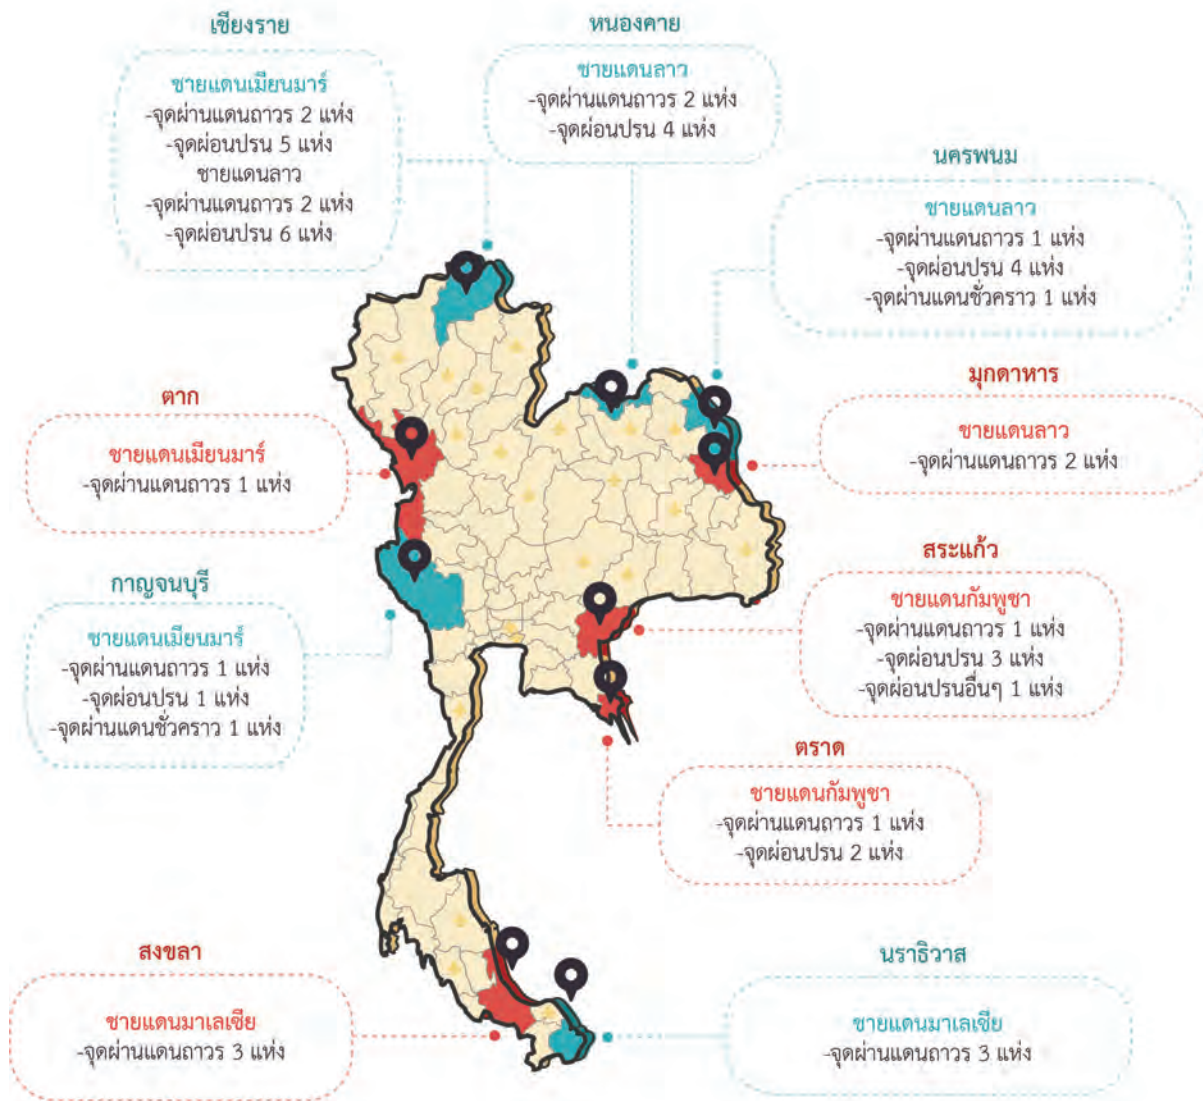 เชียงราย
ชายแดนเมียนมาร์
-จุดผ่านแดนถาวร 2 แห่ง
-จุดผ่อนปรน 5 แห่ง
ชายแดนลาว
-จุดผ่านแดนถาวร 2 แห่ง
-จุดผ่อนปรน 6 แห่ง
หนองคาย
ชายแดนลาว
-จุดผ่านแดนถาวร 2 แห่ง
-จุดผ่อนปรน 4 แห่ง
นครพนม
ชายแดนลาว
-จุดผ่านแดนถาวร 1 แห่ง
-จุดผ่อนปรน 4 แห่ง
-จุดผ่านแดนชั่วคราว 1 แห่ง
ตาก
ชายแดนเมียนมาร์
-จุดผ่านแดนถาวร 1 แห่ง
มุกดาหาร
ชายแดนลาว
-จุดผ่านแดนถาวร 2 แห่ง
กาญจนบุรี
ชายแดนเมียนมาร์
-จุดผ่านแดนถาวร 1 แห่ง
-จุดผ่อนปรน 1 แห่ง
-จุดผ่านแดนชั่วคราว 1 แห่ง
สระแก้ว
ชายแดนกัมพูชา
-จุดผ่านแดนถาวร 1 แห่ง
-จุดผ่อนปรน 3 แห่ง
-จุดผ่อนปรนอื่นๆ 1 แห่ง
ตราด
ชายแดนกัมพูชา
-จุดผ่านแดนถาวร 1 แห่ง
-จุดผ่อนปรน 2 แห่ง
สงขลา
ชายแดนมาเลเซีย
-จุดผ่านแดนถาวร 3 แห่ง
นราธิวาส
ชายแดนมาเลเซีย
-จุดผ่านแดนถาวร 3 แห่ง